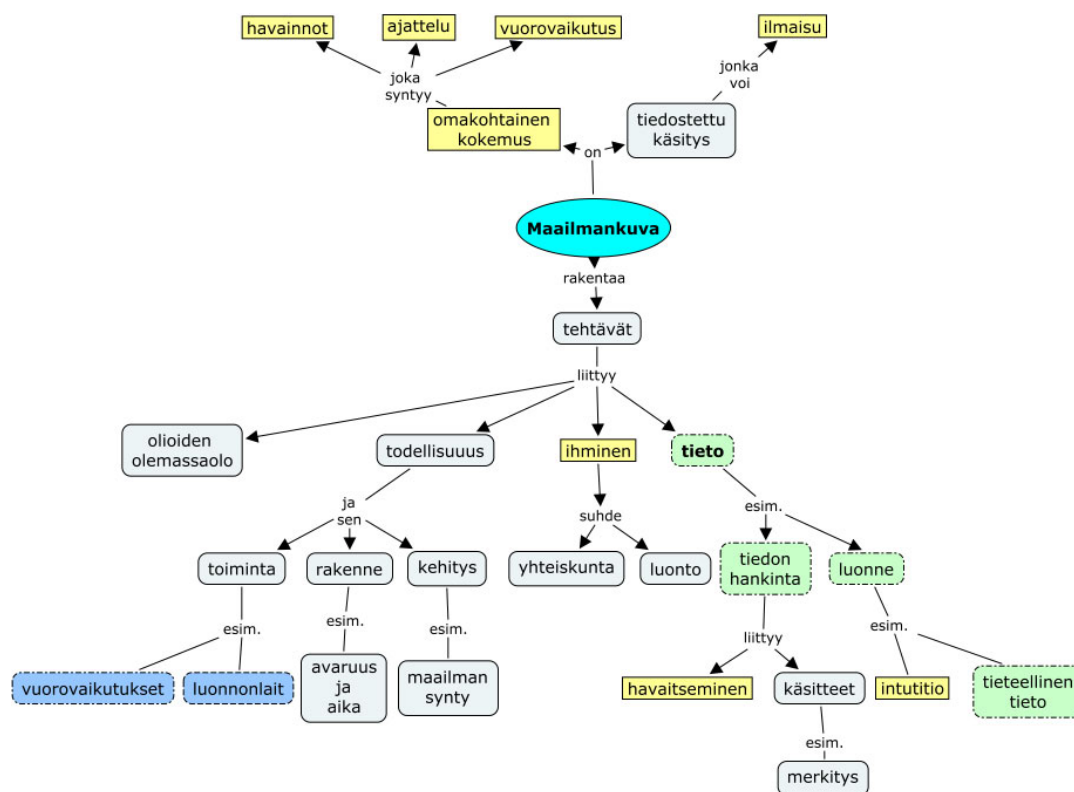 havainnot
ajattelu
vuorovaikutus
ilmaisu
joka
syntyy
jonka
voi
omakohtainen
kokemus
tiedostettu
käsitys
on
Maailmankuva
rakentaa
tehtävät
liittyy
olioiden
olemassaolo
todellisuuus
ihminen
tieto
ja
sen
suhde
esim.
toiminta
rakenne
kehitys
yhteiskunta
luonto
tiedon
hankinta
luonne
esim.
esim.
esim.
liittyy
esim.
vuorovaikutukset
luonnonlait
avaruus
ja
aika
maailman
synty
havaitseminen
käsitteet
intutitio
tieteellinen
tieto
esim.
merkitys